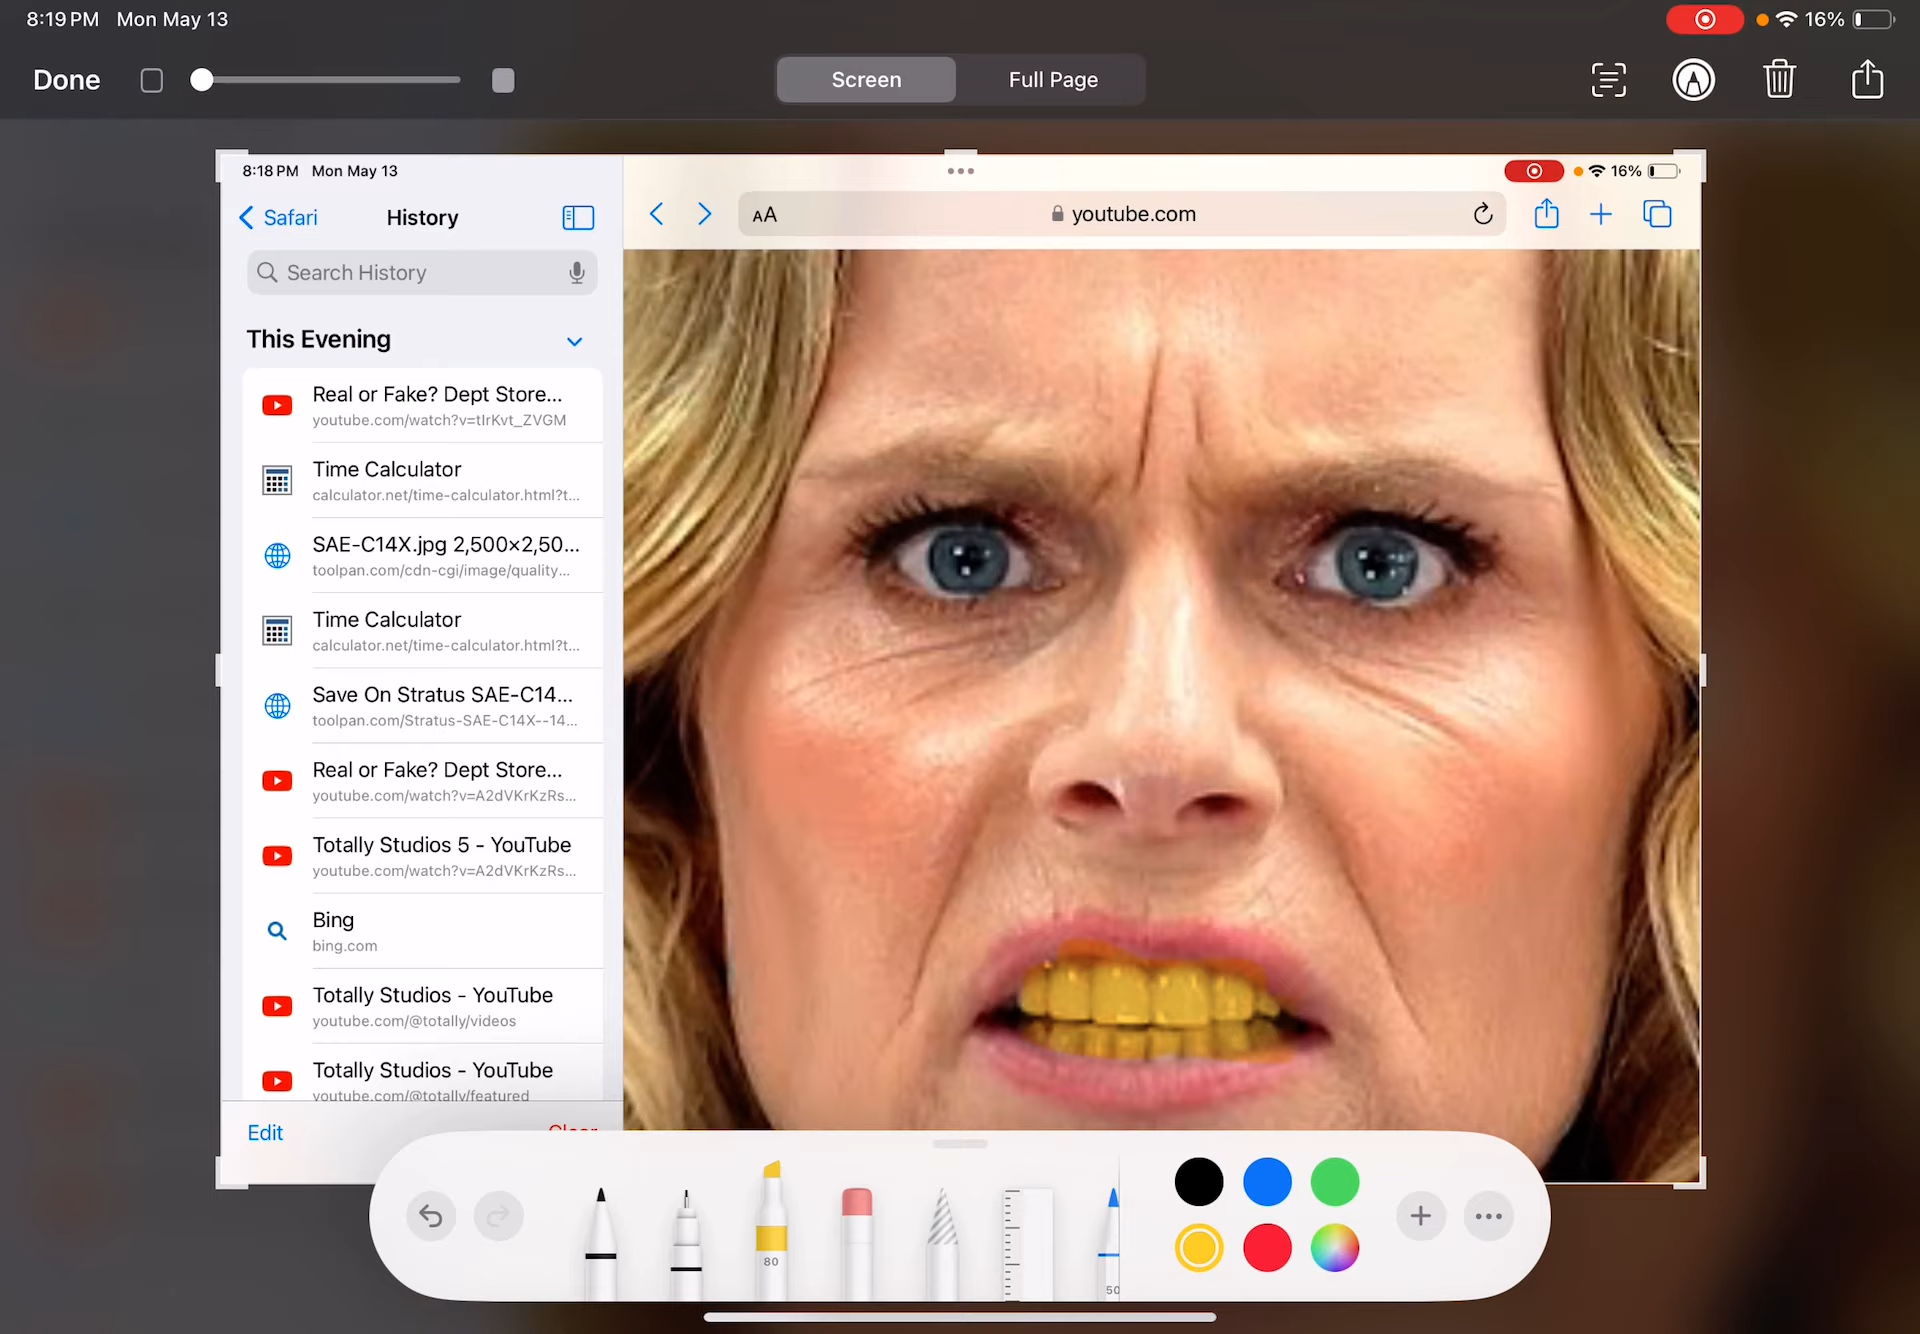 8:19 PM Mon May 13
16%
Done
Screen
Full Page
8:18 PM Mon May 13
16%
Safari
History
AA
youtube.com
Search History
This Evening
Real or Fake? Dept Store...
youtube.com/watch?v=tIrKvt_ZVGM
Time Calculator
calculator.net/time-calculator.html?t...
SAE-C14X.jpg 2,500×2,50...
toolpan.com/cdn-cgi/image/quality...
Time Calculator
calculator.net/time-calculator.html?t...
Save On Stratus SAE-C14...
toolpan.com/Stratus-SAE-C14X--14...
Real or Fake? Dept Store...
youtube.com/watch?v=A2dVKrKzRs...
Totally Studios 5 - YouTube
youtube.com/watch?v=A2dVKrKzRs...
Bing
bing.com
Totally Studios - YouTube
youtube.com/@totally/videos
Totally Studios - YouTube
youtube.com/@totally/featured
Edit
Clear
80
50